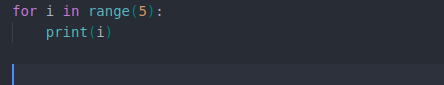 for i in range(5):
    print(i)